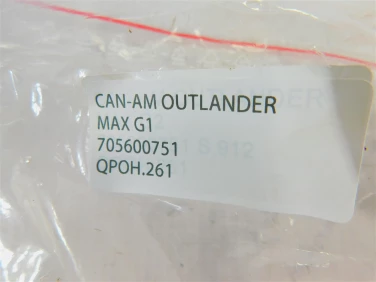 CAN-AM OUTLANDER
MAX G1
705600751
QPOH.261